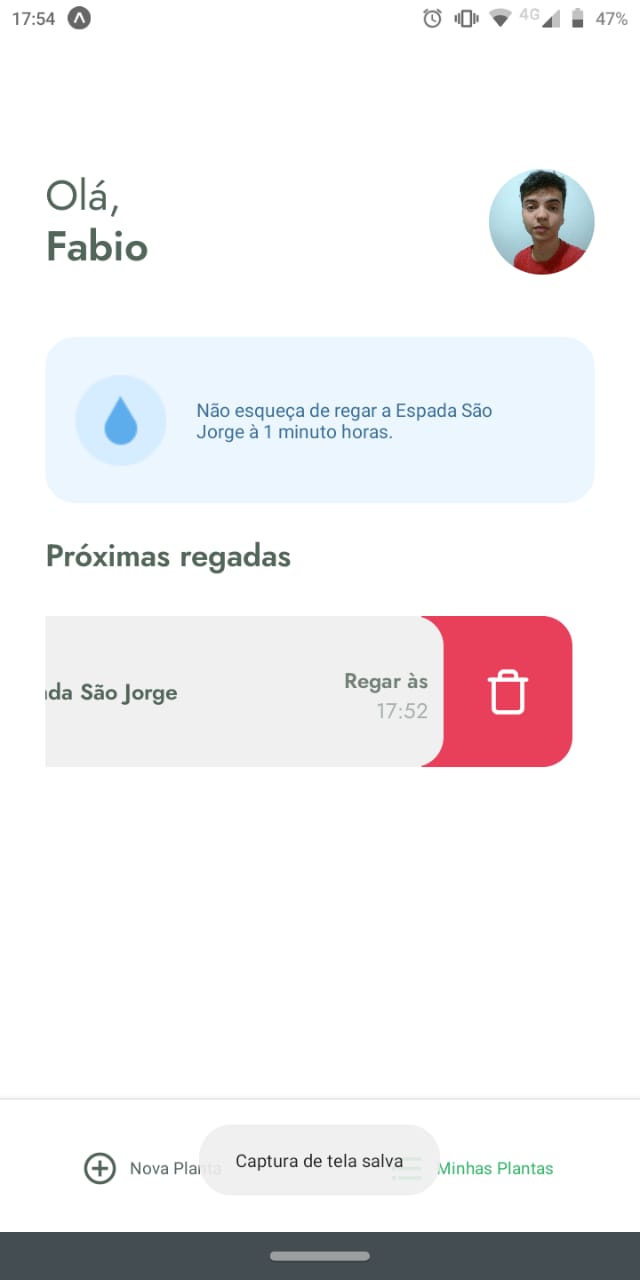 17:54
4G
47%
Olá,
Fabio
Não esqueça de regar a Espada São
Jorge à 1 minuto horas.
Próximas regadas
da São Jorge
Regar às
17:52
Nova Planta
Captura de tela salva
Minhas Plantas